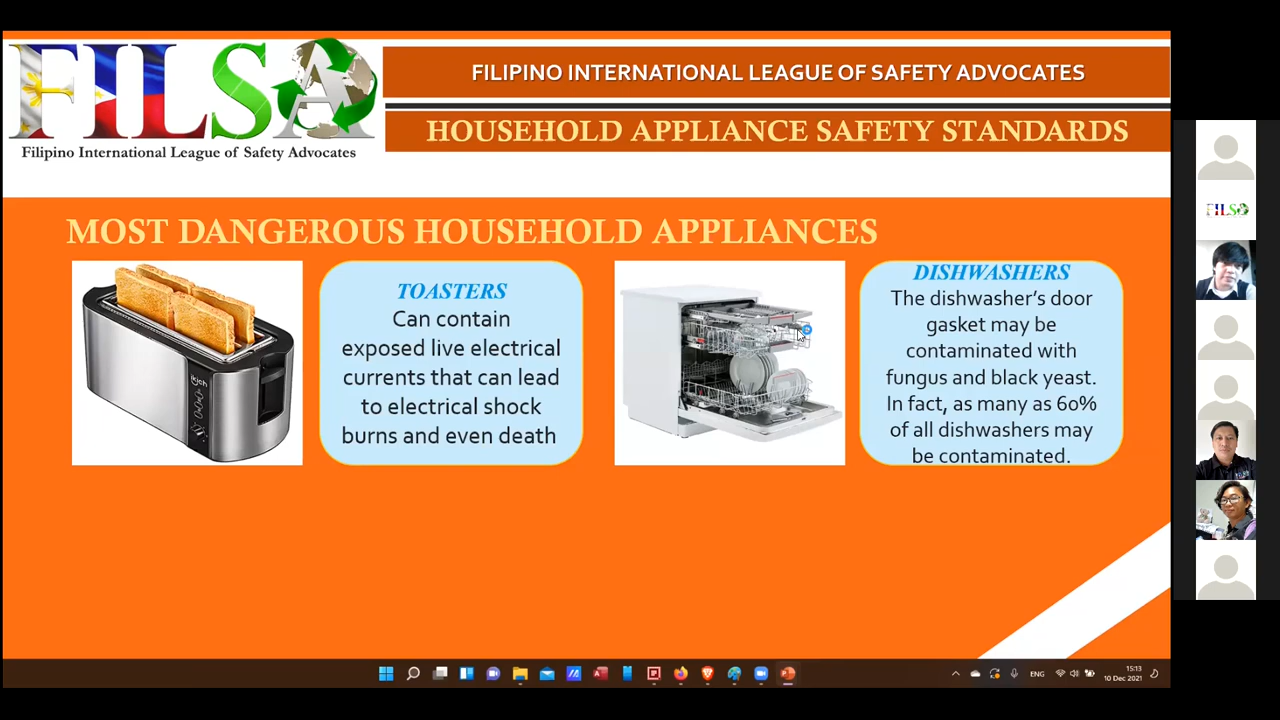 FILSA
Filipino International League of Safety Advocates
FILIPINO INTERNATIONAL LEAGUE OF SAFETY ADVOCATES
HOUSEHOLD APPLIANCE SAFETY STANDARDS
MOST DANGEROUS HOUSEHOLD APPLIANCES
TOASTERS
Can contain
exposed live electrical
currents that can lead
to electrical shock
burns and even death
DISHWASHERS
The dishwasher's door
gasket may be
contaminated with
fungus and black yeast.
In fact, as many as 60%
of all dishwashers may
be contaminated.
ikich
FILSA
ENG
15:13
10 Dec 2021